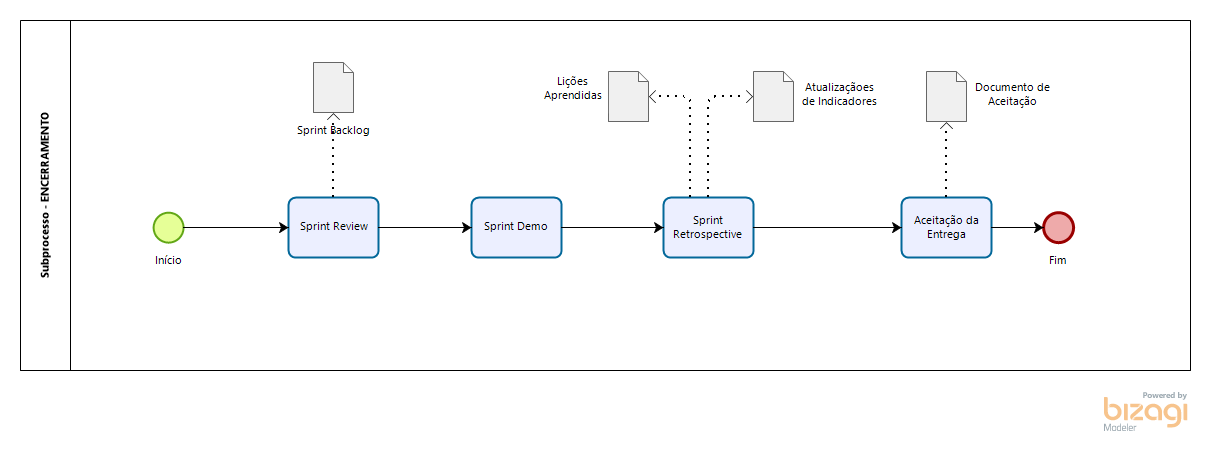 Subprocesso - ENCERRAMENTO
Sprint Backlog
Lições
Aprendidas
Atualizaçãoes
de Indicadores
Documento de
Aceitação
Início
Sprint Review
Sprint Demo
Sprint
Retrospective
Aceitação da
Entrega
Fim
Powered by
bizagi
Modeler